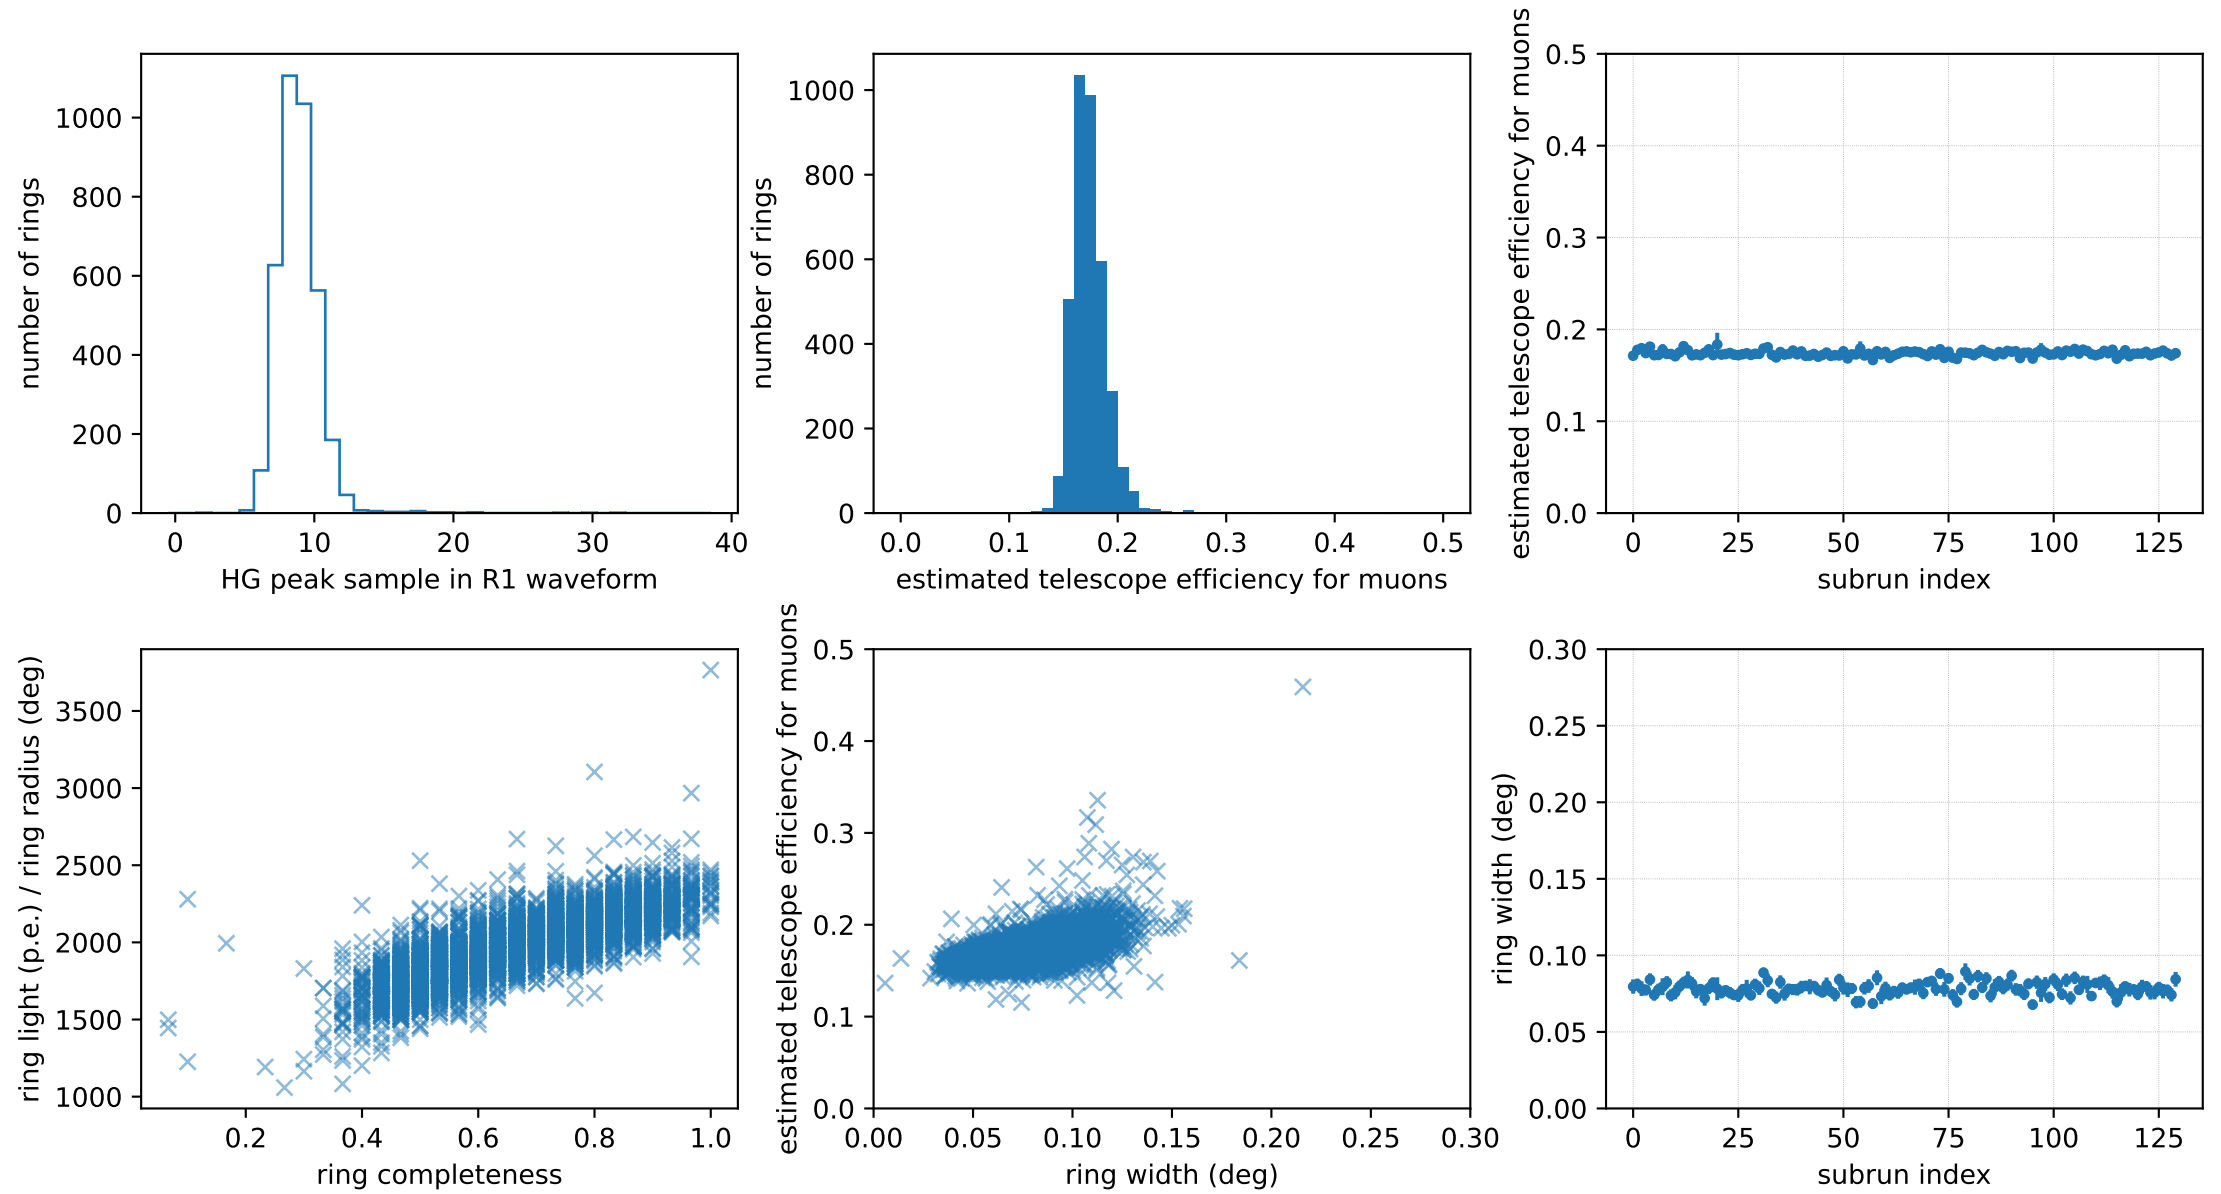 number of rings
1000
800
600
400
200
0
0 10 20 30 40
HG peak sample in R1 waveform
number of rings
1000
800
600
400
200
0
0.0 0.1 0.2 0.3 0.4 0.5
estimated telescope efficiency for muons
estimated telescope efficiency for muons
0.5
0.4
0.3
0.2
0.1
0.0
0 25 50 75 100 125
subrun index
ring light (p.e.) / ring radius (deg)
3500
3000
2500
2000
1500
1000
0.2 0.4 0.6 0.8 1.0
ring completeness
estimated telescope efficiency for muons
0.5
0.4
0.3
0.2
0.1
0.0
0.00 0.05 0.10 0.15 0.20 0.25 0.30
ring width (deg)
ring width (deg)
0.30
0.25
0.20
0.15
0.10
0.05
0.00
0 25 50 75 100 125
subrun index